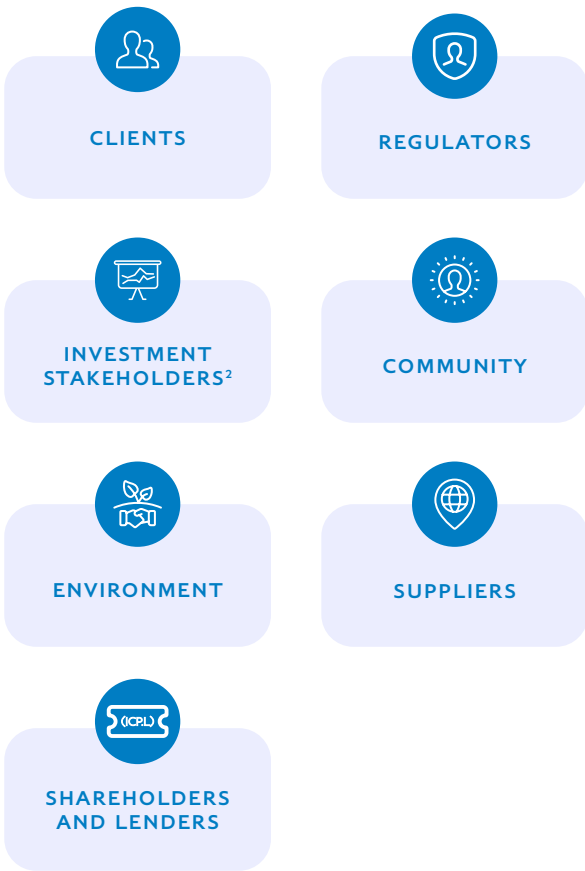 CLIENTS
REGULATORS
INVESTMENT
STAKEHOLDERS²
COMMUNITY
ENVIRONMENT
SUPPLIERS
(ICP.L)
SHAREHOLDERS
AND LENDERS